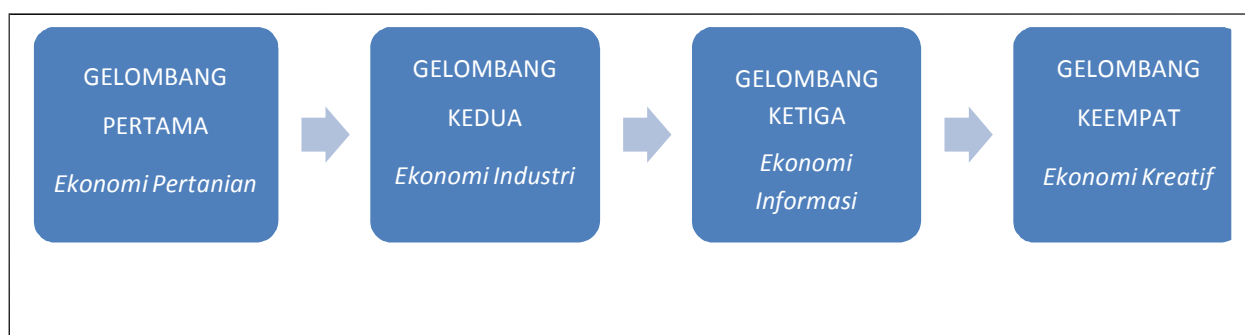 GELOMBANG
PERTAMA
Ekonomi Pertanian
GELOMBANG
KEDUA
Ekonomi Industri
GELOMBANG
KETIGA
Ekonomi
Informasi
GELOMBANG
KEEMPAT
Ekonomi Kreatif